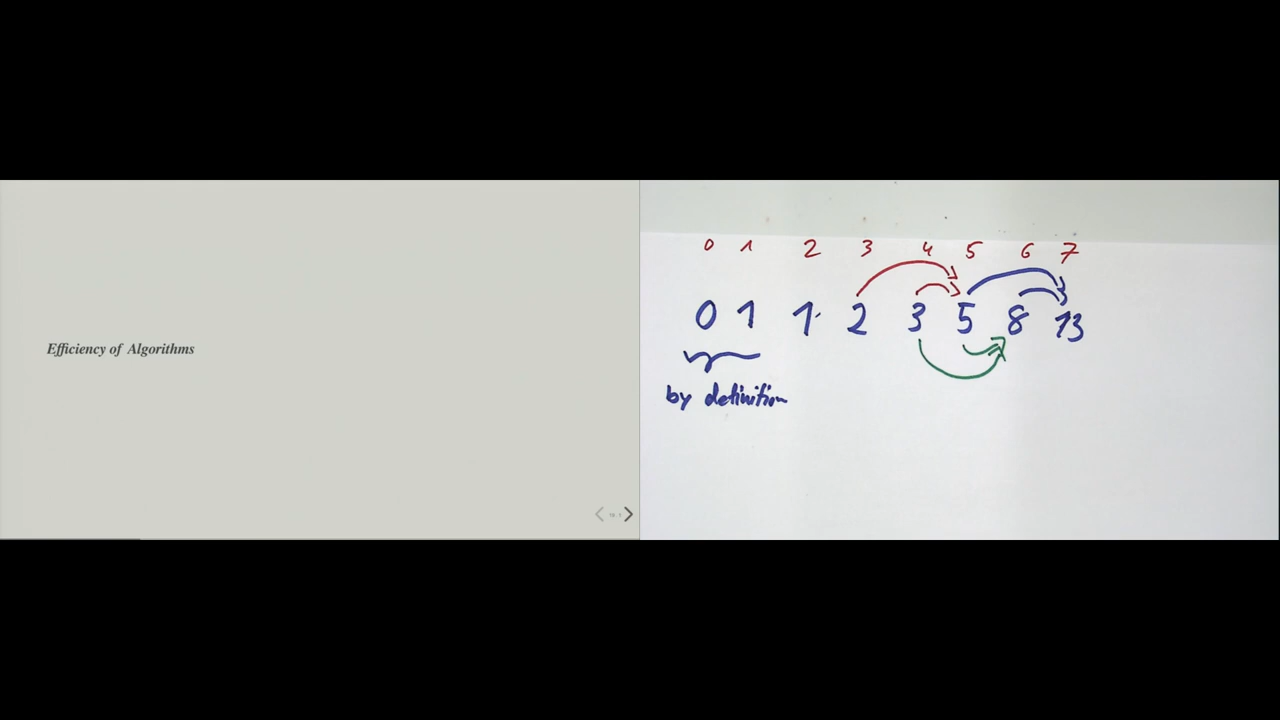 Efficiency of Algorithms
0 1 2 3 4 5 6 7
0 1 1 2 3 5 8 13
by definition